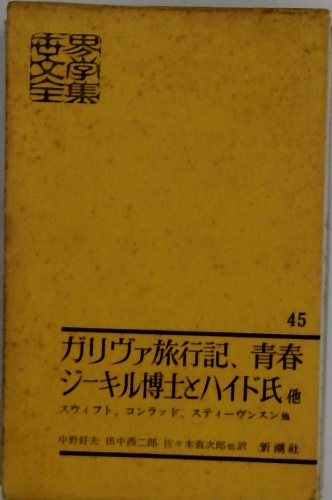 世界文学全集
45
ガリヴァ旅行記、青春
ジーキル博士とハイド氏 他
スウィフト、コンラッド、スティーヴンスン 他
中野好夫 田中西二郎 佐々木直次郎 他訳 新潮社